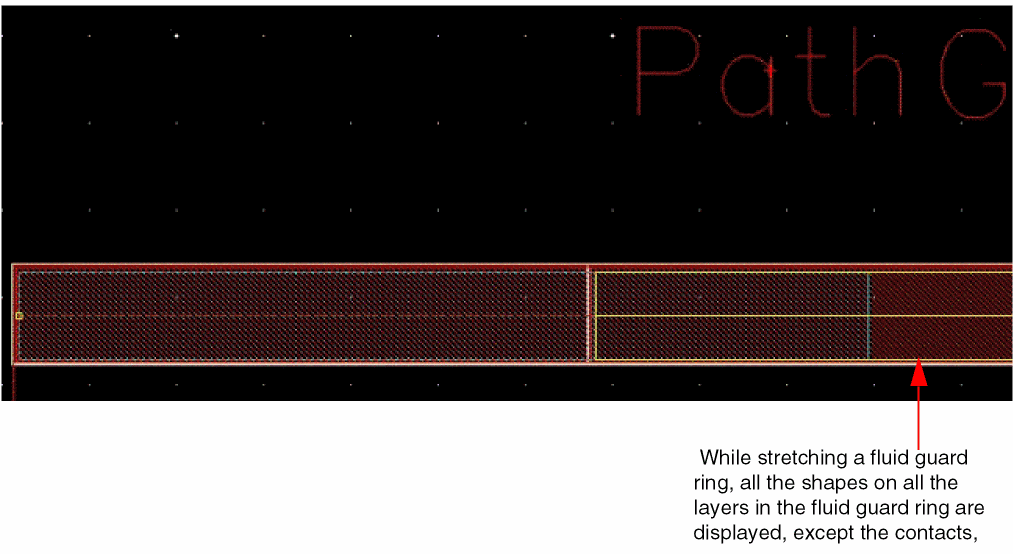 Path G
While stretching a fluid guard
ring, all the shapes on all the
layers in the fluid guard ring are
displayed, except the contacts,